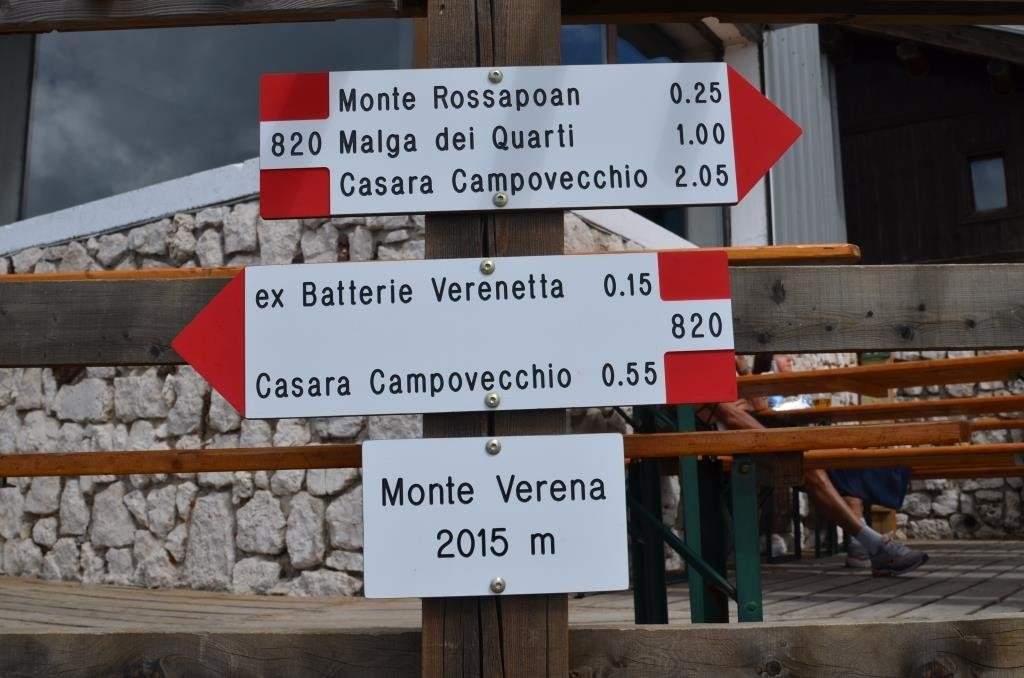 Monte Rossapoan 0.25
820 Malga dei Quarti 1.00
Casara Campovecchio 2.05
ex Batterie Verenetta 0.15
820
Casara Campovecchio 0.55
Monte Verena
2015 m